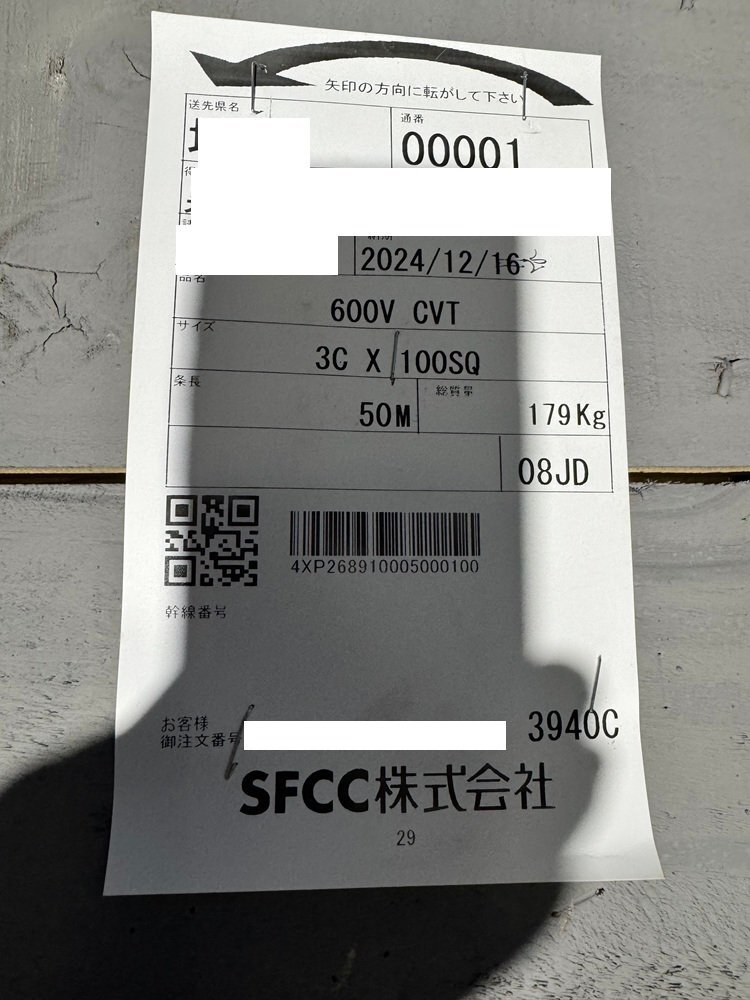 矢印の方向に転がして下さい
送先県名
通番
00001
納期
2024/12/16
品名
600V CVT
サイズ
3C X 100SQ
条長
総質量
50M
179Kg
08JD
4XP268910005000100
幹線番号
お客様
御注文番号
3940C
SFCC株式会社
29